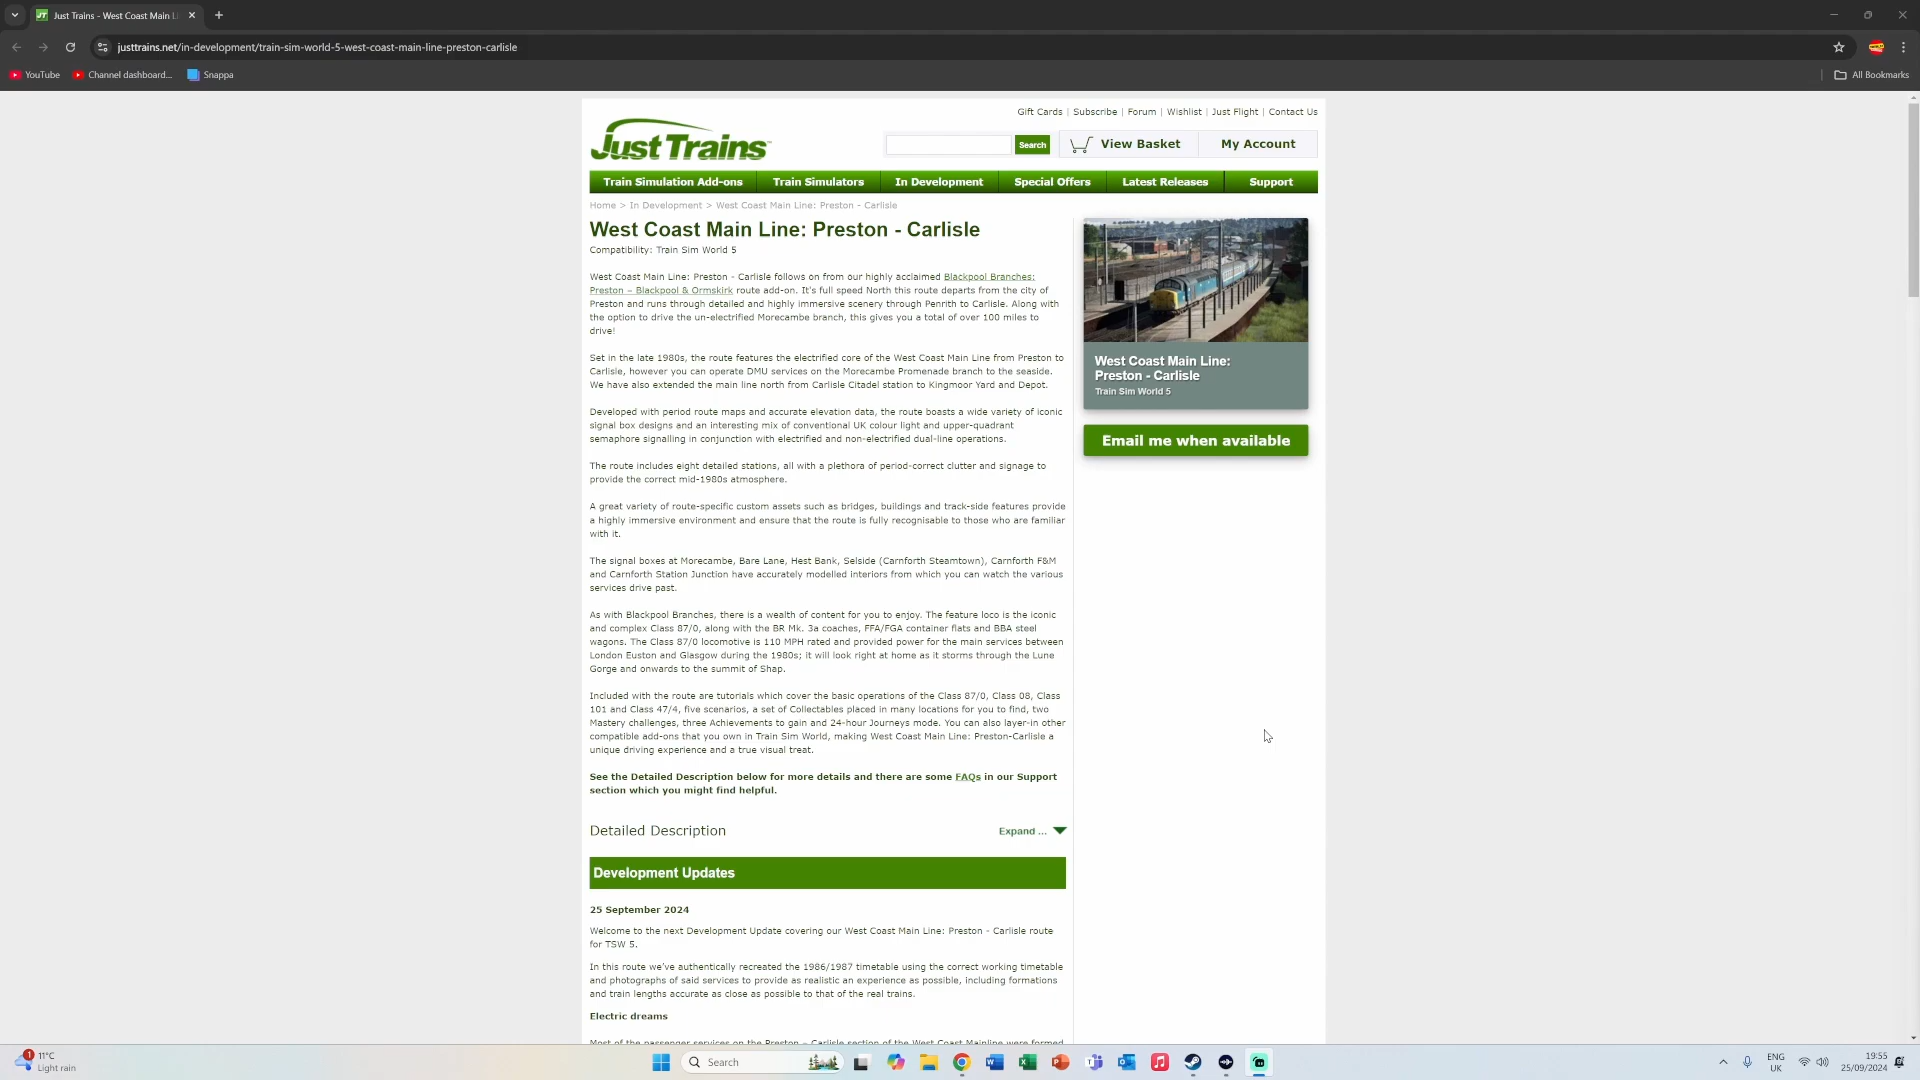 Just Trains - West Coast Main Li
justtrains.net/in-development/train-sim-world-5-west-coast-main-line-preston-carlisle
YouTube
Channel dashboard...
Snappa
All Bookmarks
Gift Cards | Subscribe | Forum | Wishlist | Just Flight | Contact Us
Just Trains
Search
View Basket
My Account
Train Simulation Add-ons
Train Simulators
In Development
Special Offers
Latest Releases
Support
Home > In Development > West Coast Main Line: Preston - Carlisle
West Coast Main Line: Preston - Carlisle
Compatibility: Train Sim World 5
West Coast Main Line: Preston - Carlisle follows on from our highly acclaimed Blackpool Branches:
Preston – Blackpool & Ormskirk route add-on. It's full speed North this route departs from the city of
Preston and runs through detailed and highly immersive scenery through Penrith to Carlisle. Along with
the option to drive the un-electrified Morecambe branch, this gives you a total of over 100 miles to
drive!
Set in the late 1980s, the route features the electrified core of the West Coast Main Line from Preston to
Carlisle, however you can operate DMU services on the Morecambe Promenade branch to the seaside.
We have also extended the main line north from Carlisle Citadel station to Kingmoor Yard and Depot.
Developed with period route maps and accurate elevation data, the route boasts a wide variety of iconic
signal box designs and an interesting mix of conventional UK colour light and upper-quadrant
semaphore signalling in conjunction with electrified and non-electrified dual-line operations.
The route includes eight detailed stations, all with a plethora of period-correct clutter and signage to
provide the correct mid-1980s atmosphere.
A great variety of route-specific custom assets such as bridges, buildings and track-side features provide
a highly immersive environment and ensure that the route is fully recognisable to those who are familiar
with it.
The signal boxes at Morecambe, Bare Lane, Hest Bank, Selside (Carnforth Steamtown), Carnforth F&M
and Carnforth Station Junction have accurately modelled interiors from which you can watch the various
services drive past.
As with Blackpool Branches, there is a wealth of content for you to enjoy. The feature loco is the iconic
and complex Class 87/0, along with the BR Mk. 3a coaches, FFA/FGA container flats and BBA steel
wagons. The Class 87/0 locomotive is 110 MPH rated and provided power for the main services between
London Euston and Glasgow during the 1980s; it will look right at home as it storms through the Lune
Gorge and onwards to the summit of Shap.
Included with the route are tutorials which cover the basic operations of the Class 87/0, Class 08, Class
101 and Class 47/4, five scenarios, a set of Collectables placed in many locations for you to find, two
Mastery challenges, three Achievements to gain and 24-hour Journeys mode. You can also layer-in other
compatible add-ons that you own in Train Sim World, making West Coast Main Line: Preston-Carlisle a
unique driving experience and a true visual treat.
See the Detailed Description below for more details and there are some FAQs in our Support
section which you might find helpful.
Detailed Description
Expand ...
Development Updates
25 September 2024
Welcome to the next Development Update covering our West Coast Main Line: Preston - Carlisle route
for TSW 5.
In this route we've authentically recreated the 1986/1987 timetable using the correct working timetable
and photographs of said services to provide as realistic an experience as possible, including formations
and train lengths accurate as close as possible to that of the real trains.
Electric dreams
Most of the passenger services on the Preston – Carlisle section of the West Coast Mainline were formed
West Coast Main Line:
Preston - Carlisle
Train Sim World 5
Email me when available
1
11°C
Light rain
Search
ENG
UK
19:55
25/09/2024